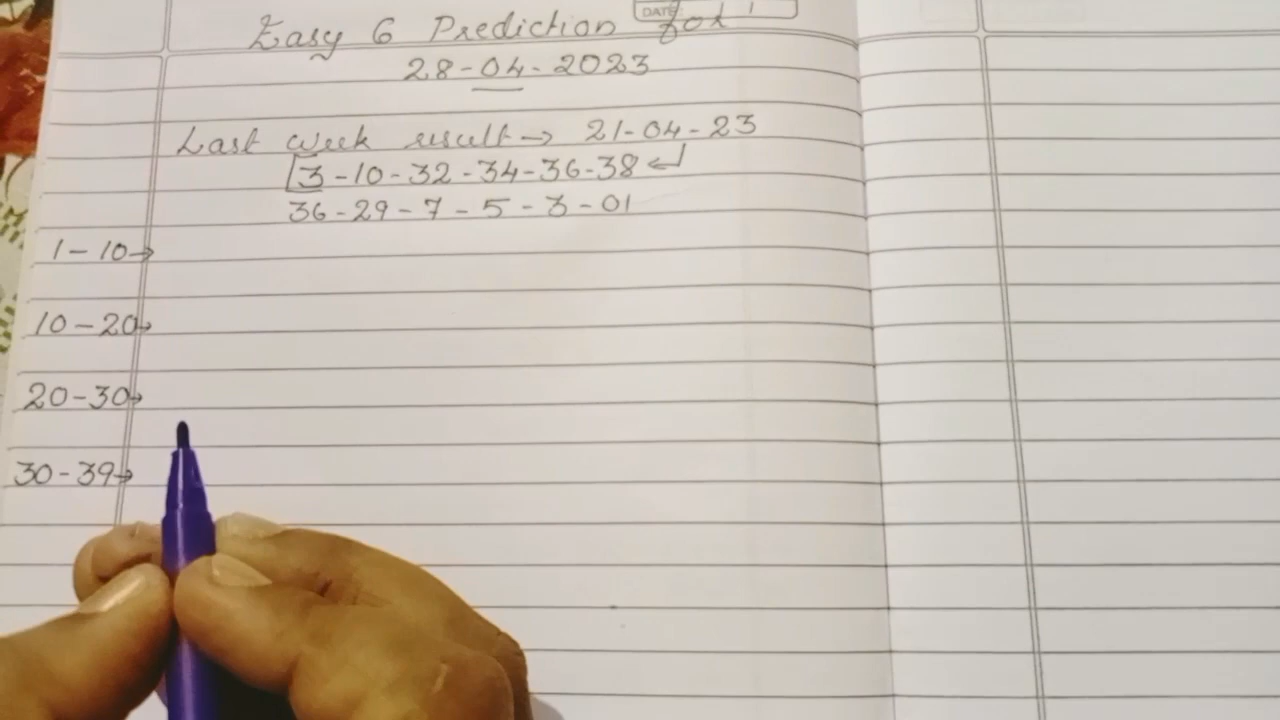 DATE
Easy 6 Prediction for
28-04-2023
Last week result → 21-04-23
3-10-32-34-36-38
36-29-7-5-3-01
1-10→
10-20→
20-30→
30-39→